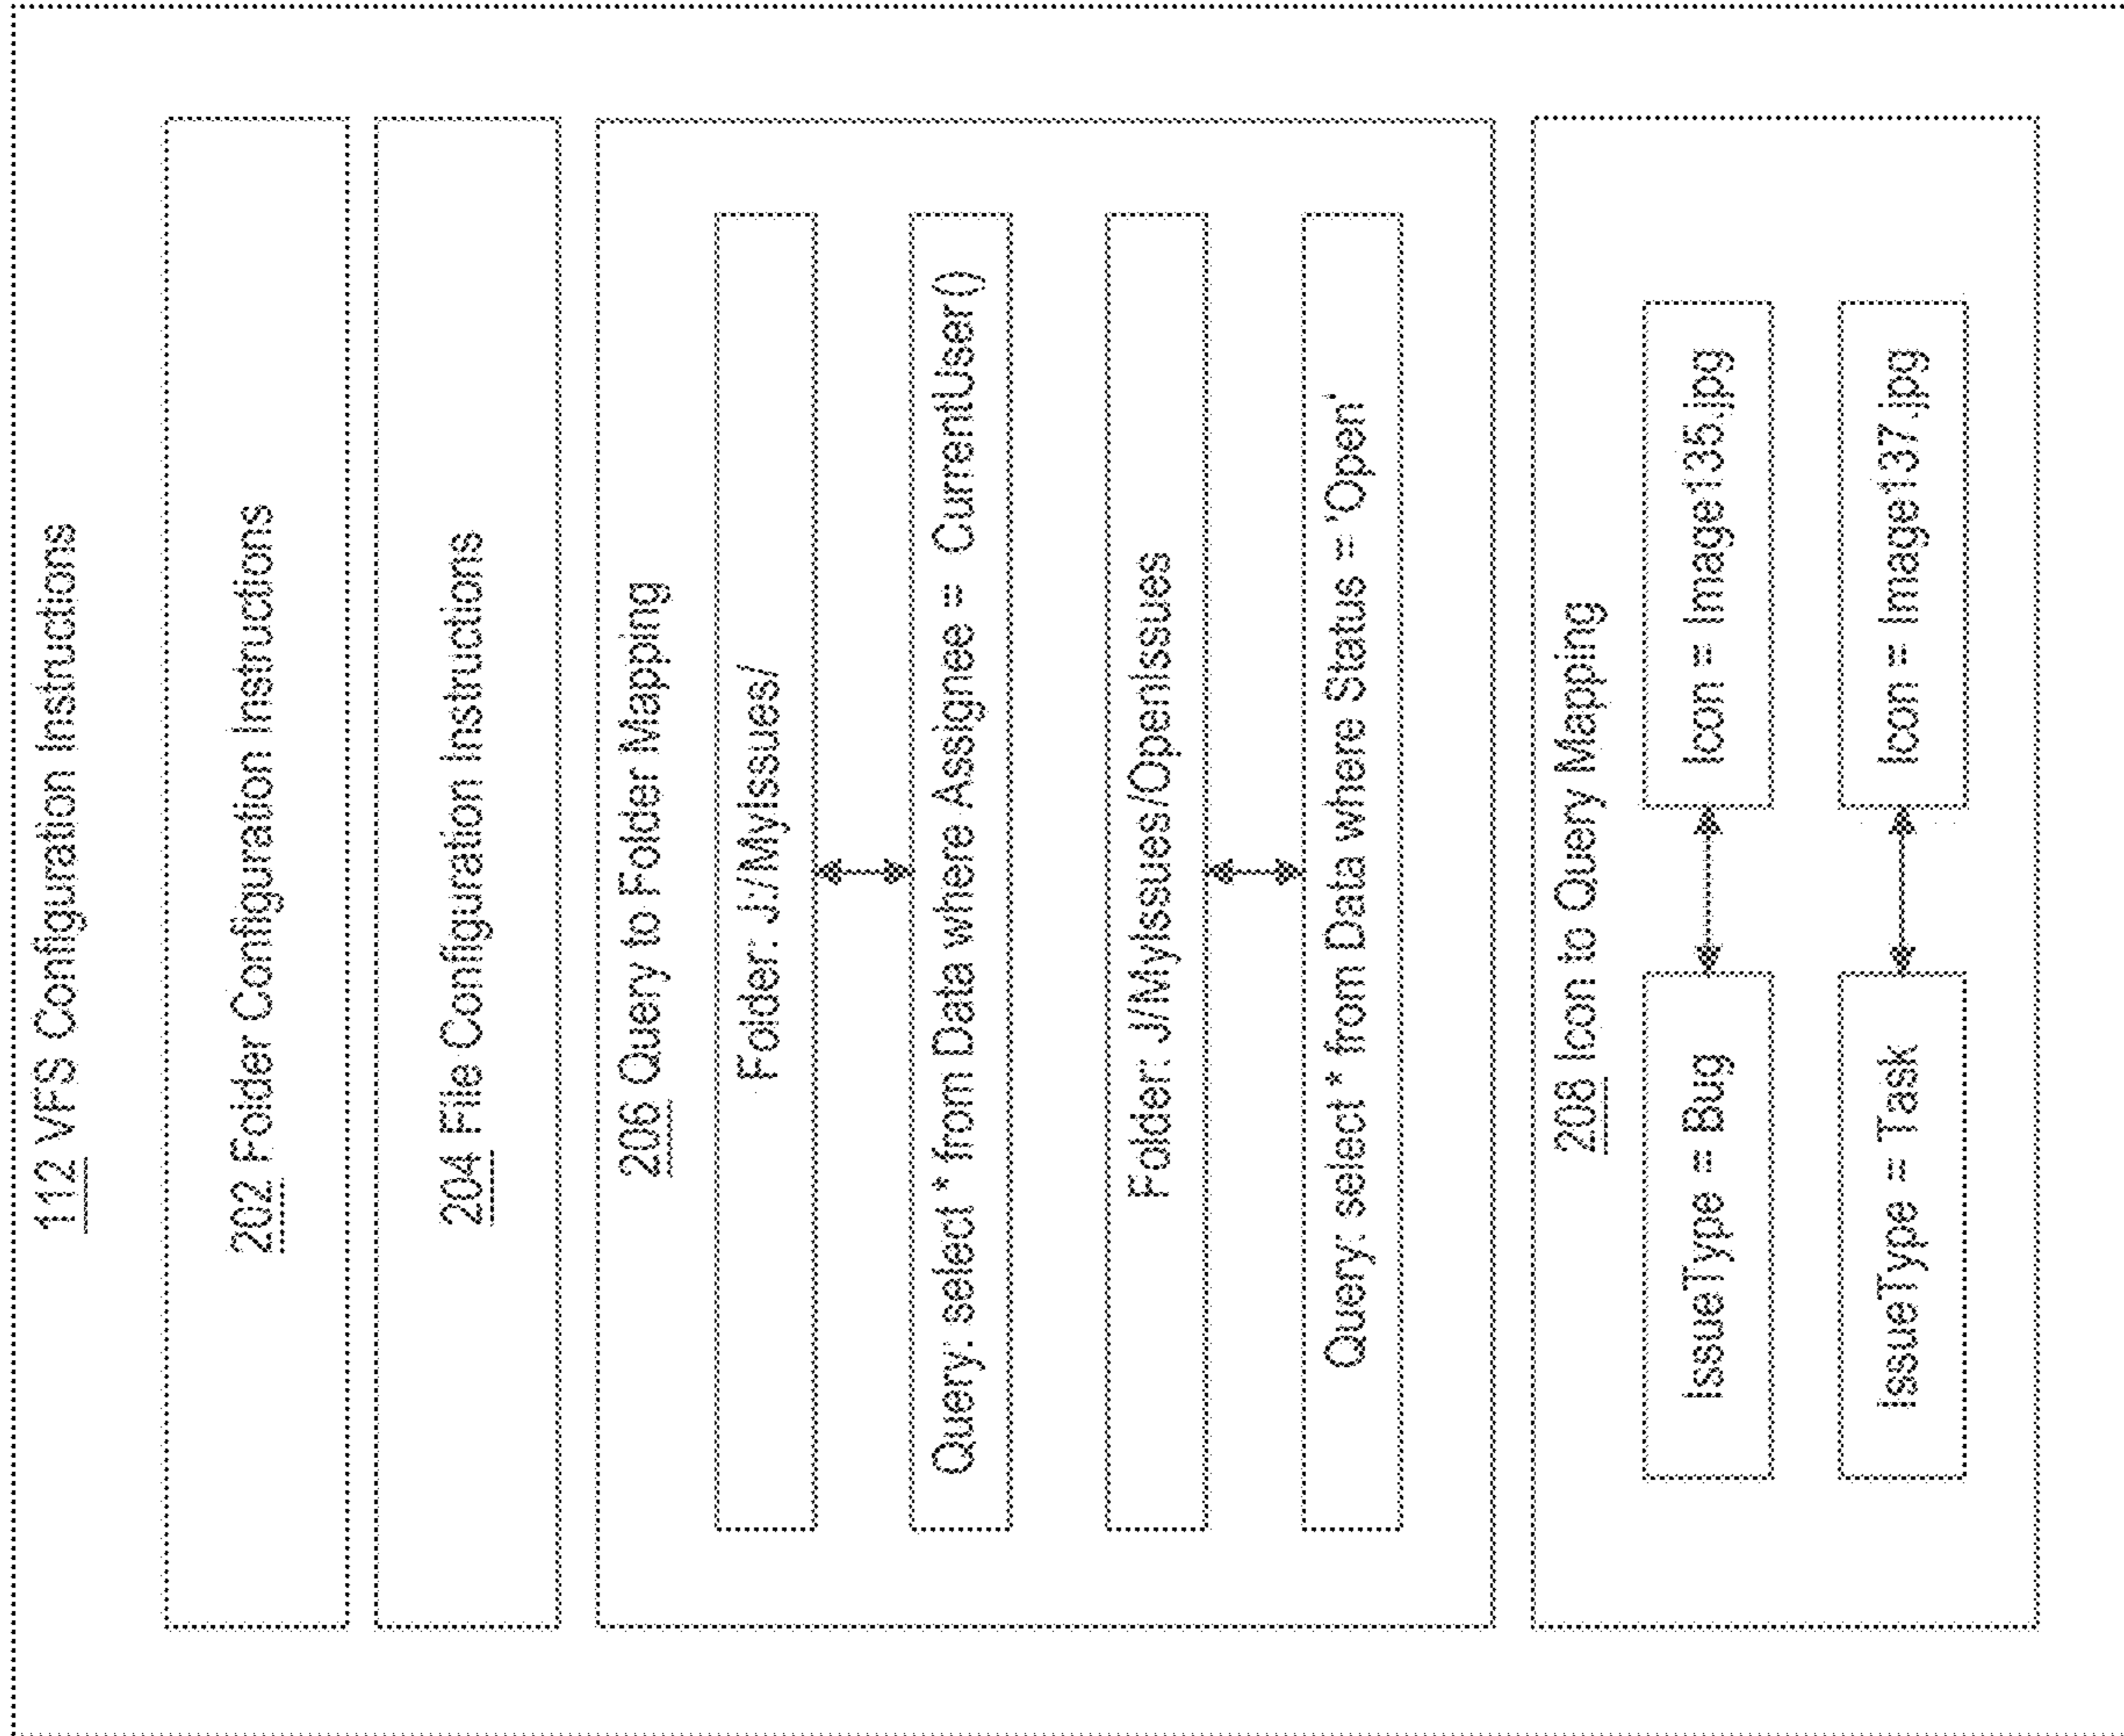 112 VFS Configuration Instructions
202 Folder Configuration Instructions
204 File Configuration Instructions
206 Query to Folder Mapping
Folder: J:/MyIssues/
Query: select * from Data where Assignee = CurrentUser()
Folder: J/MyIssues/OpenIssues
Query: select * from Data where Status = 'Open'
208 Icon to Query Mapping
IssueType = Bug
Icon = Image135.jpg
IssueType = Task
Icon = Image137.jpg